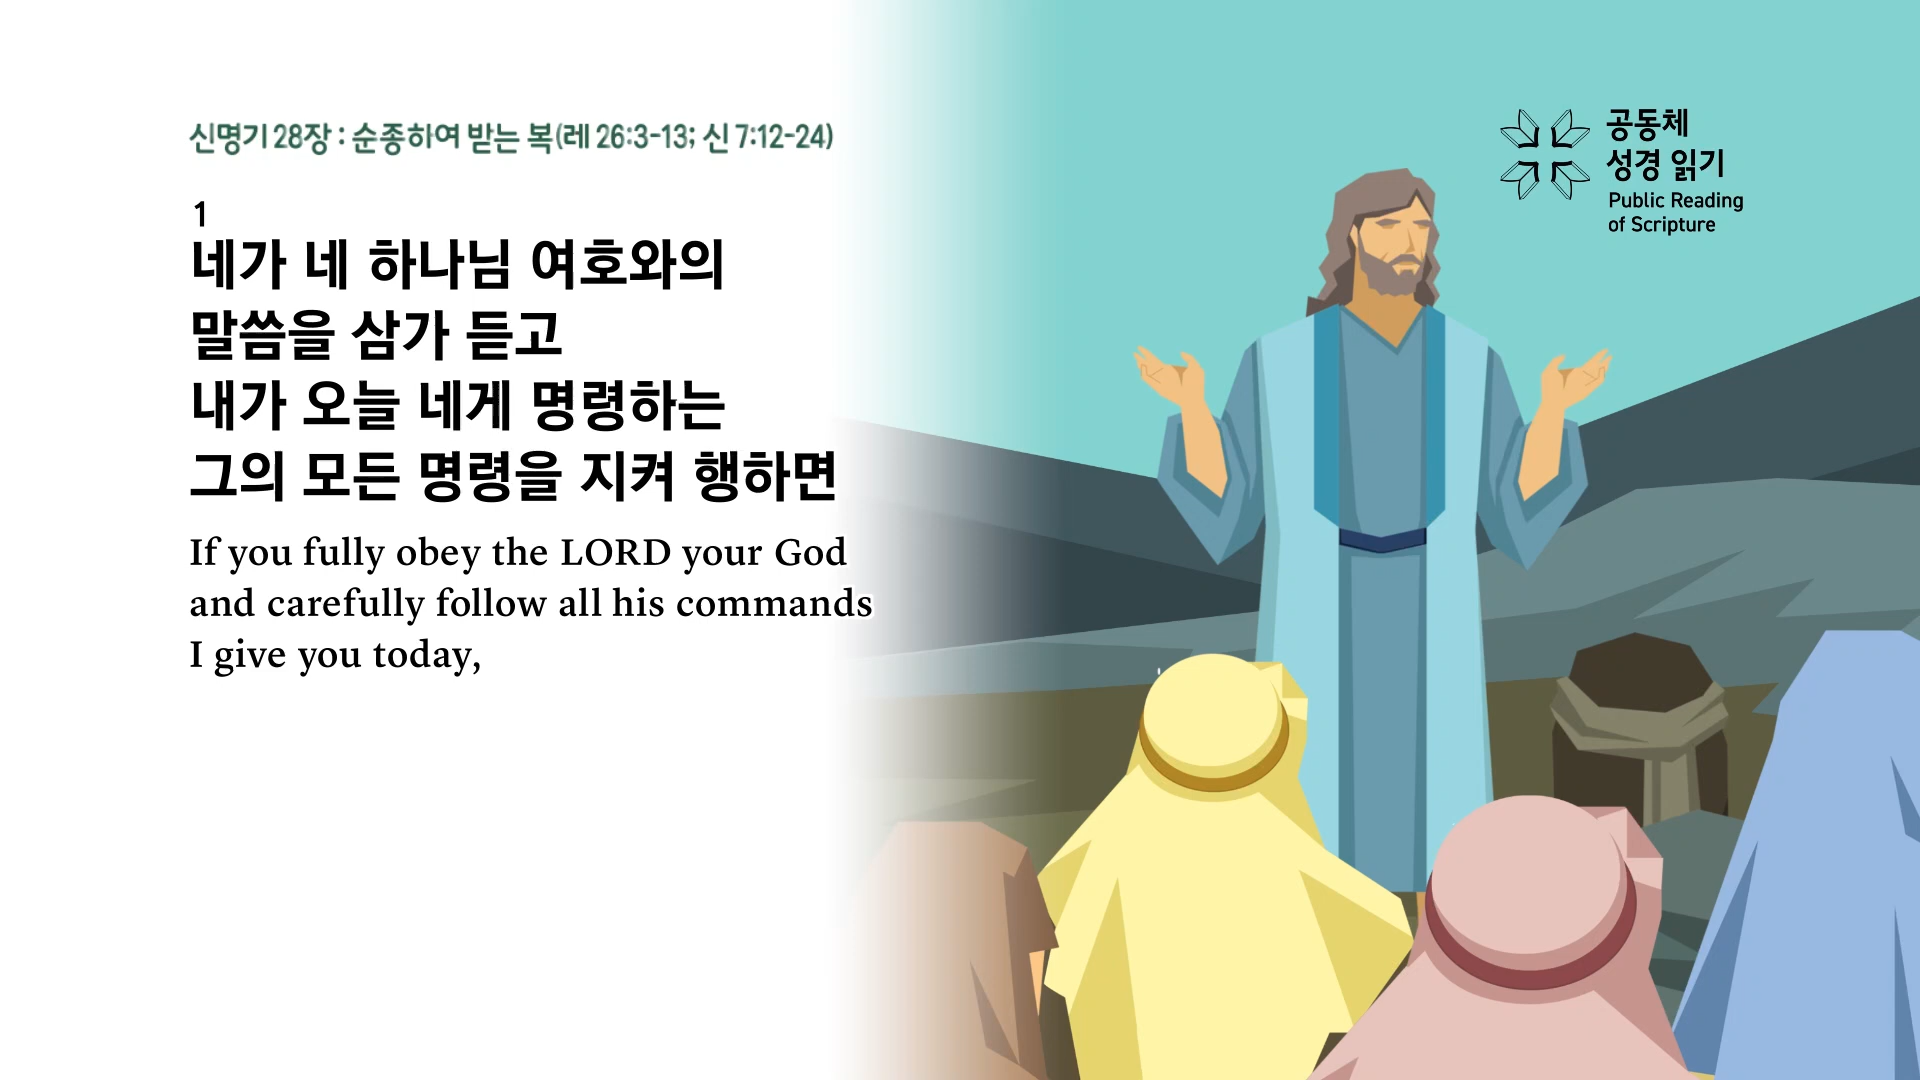 신명기 28장 : 순종하여 받는 복(레 26:3-13; 신 7:12-24)
1
네가 네 하나님 여호와의
말씀을 삼가 듣고
내가 오늘 네게 명령하는
그의 모든 명령을 지켜 행하면
If you fully obey the LORD your God
and carefully follow all his commands
I give you today,
공동체
성경 읽기
Public Reading
of Scripture